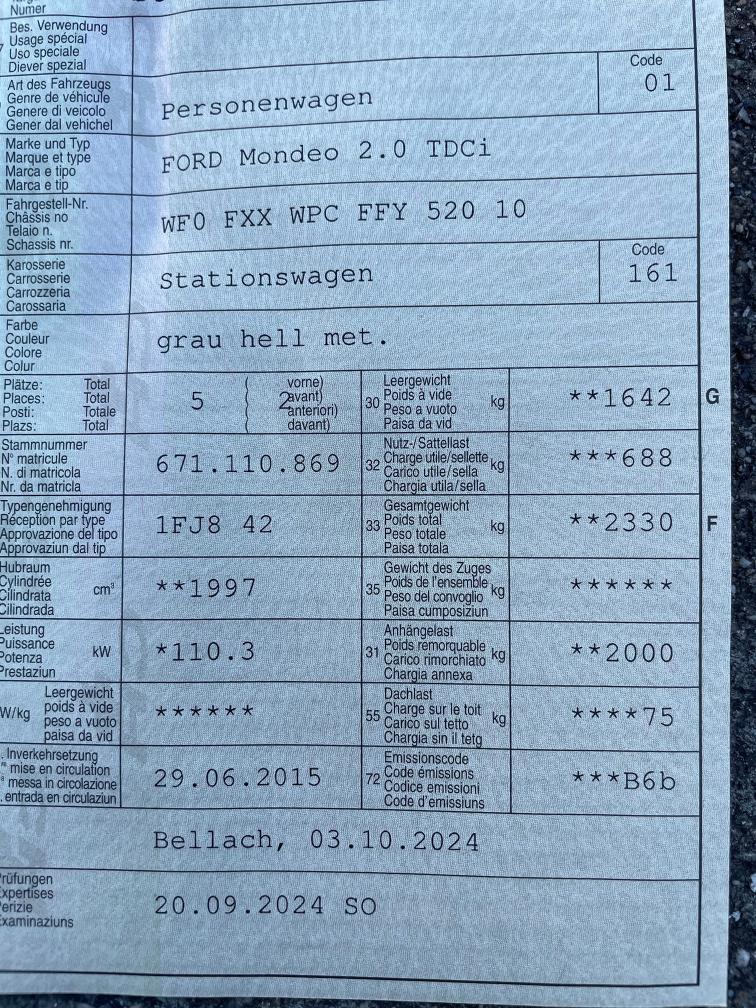 Numer
Bes. Verwendung
Usage spécial
Uso speciale
Diever spezial
Art des Fahrzeugs
Genre de véhicule
Genere di veicolo
Gener dal vehichel
Personenwagen
Code
01
Marke und Typ
Marque et type
Marca e tipo
Marca e tip
FORD Mondeo 2.0 TDCi
Fahrgestell-Nr.
Châssis no
Telaio n.
Schassis nr.
WF0 FXX WPC FFY 520 10
Karosserie
Carrosserie
Carrozzeria
Carossaria
Stationswagen
Code
161
Farbe
Couleur
Colore
Colur
grau hell met.
Plätze: Total
Places: Total
Posti: Totale
Plazs: Total
5
2
( vorne)
( avant)
( anteriori)
( davant)
30
Leergewicht
Poids à vide
Peso a vuoto
Paisa da vid
kg
**1642
G
Stammnummer
N° matricule
N. di matricola
Nr. da matricla
671.110.869
32
Nutz-/Sattellast
Charge utile/sellette
Carico utile/sella
Chargia utila/sella
kg
***688
Typengenehmigung
Réception par type
Approvazione del tipo
Approvaziun dal tip
1FJ8 42
33
Gesamtgewicht
Poids total
Peso totale
Paisa totala
kg
**2330
F
Hubraum
Cylindrée
Cilindrata
Cilindrada
cm³
**1997
35
Gewicht des Zuges
Poids de l'ensemble
Peso del convoglio
Paisa cumposiziun
kg
******
Leistung
Puissance
Potenza
Prestaziun
kW
*110.3
31
Anhängelast
Poids remorquable
Carico rimorchiato
Chargia annexa
kg
**2000
W/kg
Leergewicht
poids à vide
peso a vuoto
paisa da vid
******
55
Dachlast
Charge sur le toit
Carico sul tetto
Chargia sin il tetg
kg
****75
. Inverkehrsetzung
mise en circulation
messa in circolazione
. entrada en circulaziun
29.06.2015
72
Emissionscode
Code émissions
Codice emissioni
Code d'emissiuns
***B6b
Bellach, 03.10.2024
rüfungen
xpertises
erizie
xaminaziuns
20.09.2024 SO